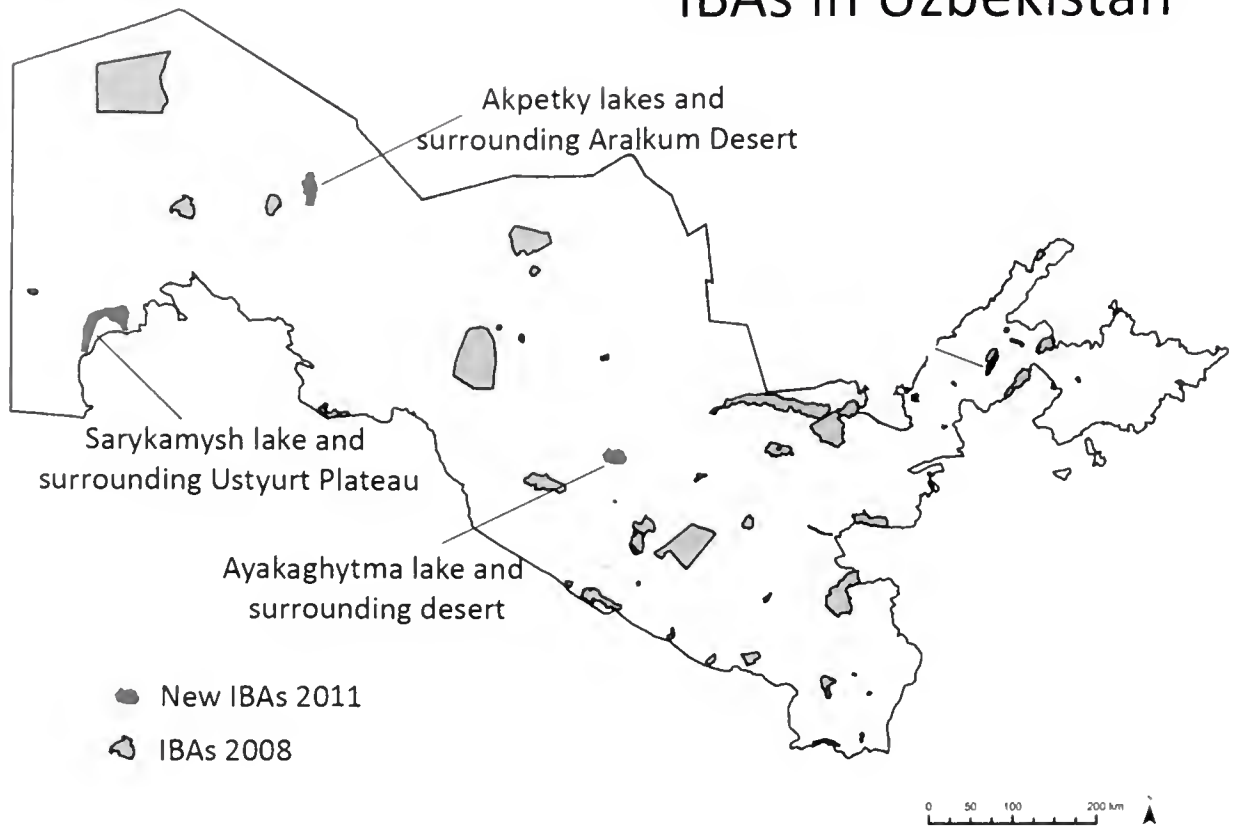 IBAs in Uzbekistan
Akpetky lakes and
surrounding Aralkum Desert
Sarykamysh lake and
surrounding Ustyurt Plateau
Ayakaghytma lake and
surrounding desert
New IBAs 2011
IBAs 2008
0 50 100 200 km